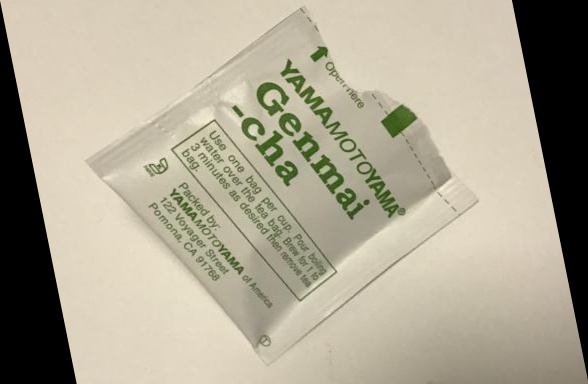 Open Here
YAMAMOTOYAMA®
Genmai
-cha
Use one bag per cup. Pour boiling
water over the tea bag. Brew for 1 to
3 minutes as desired then remove tea
bag.
Packed by:
YAMAMOTOYAMA of America
122 Voyager Street
Pomona, CA 91768